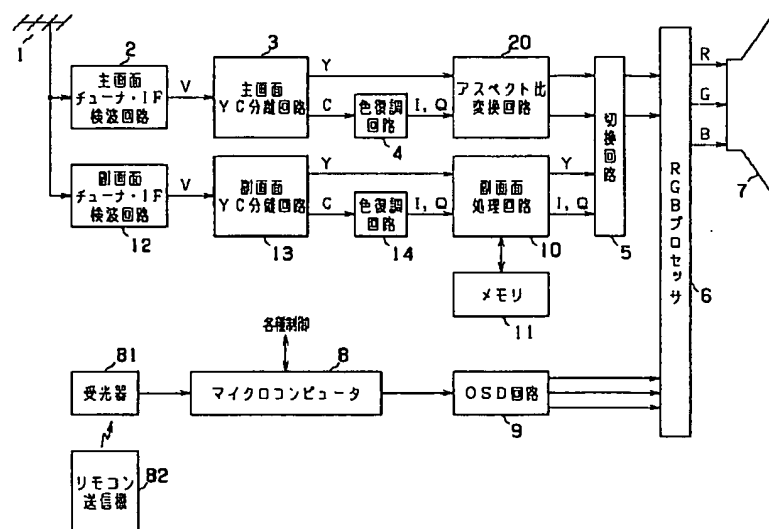 1
2
主画面
チューナ・IF
検波回路
V
3
主画面
YC分離回路
Y
C
色復調
回路
4
I, Q
20
アスペクト比
変換回路
切換回路
5
RGBプロセッサ
6
R
G
B
7
副画面
チューナ・IF
検波回路
12
V
副画面
YC分離回路
13
Y
C
色復調
回路
14
I, Q
副画面
処理回路
10
Y
I, Q
メモリ
11
各種制御
81
受光器
8
マイクロコンピュータ
OSD回路
9
リモコン
送信機
82